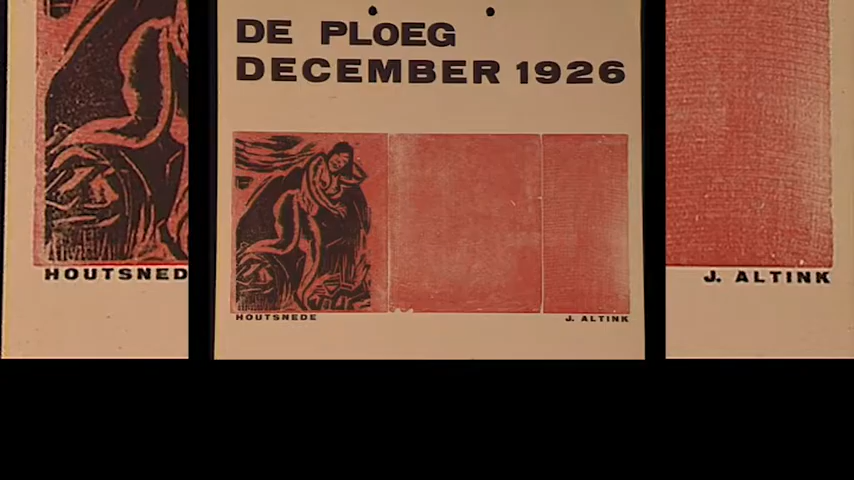 DE PLOEG
DECEMBER 1926
HOUTSNED
HOUTSNEDE
J. ALTINK
J. ALTINK